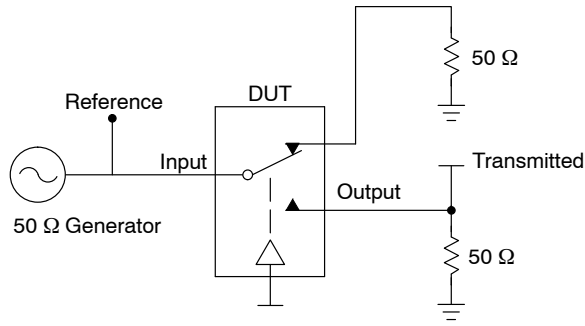 50 Ω
DUT
Reference
Input
Transmitted
Output
50 Ω Generator
50 Ω